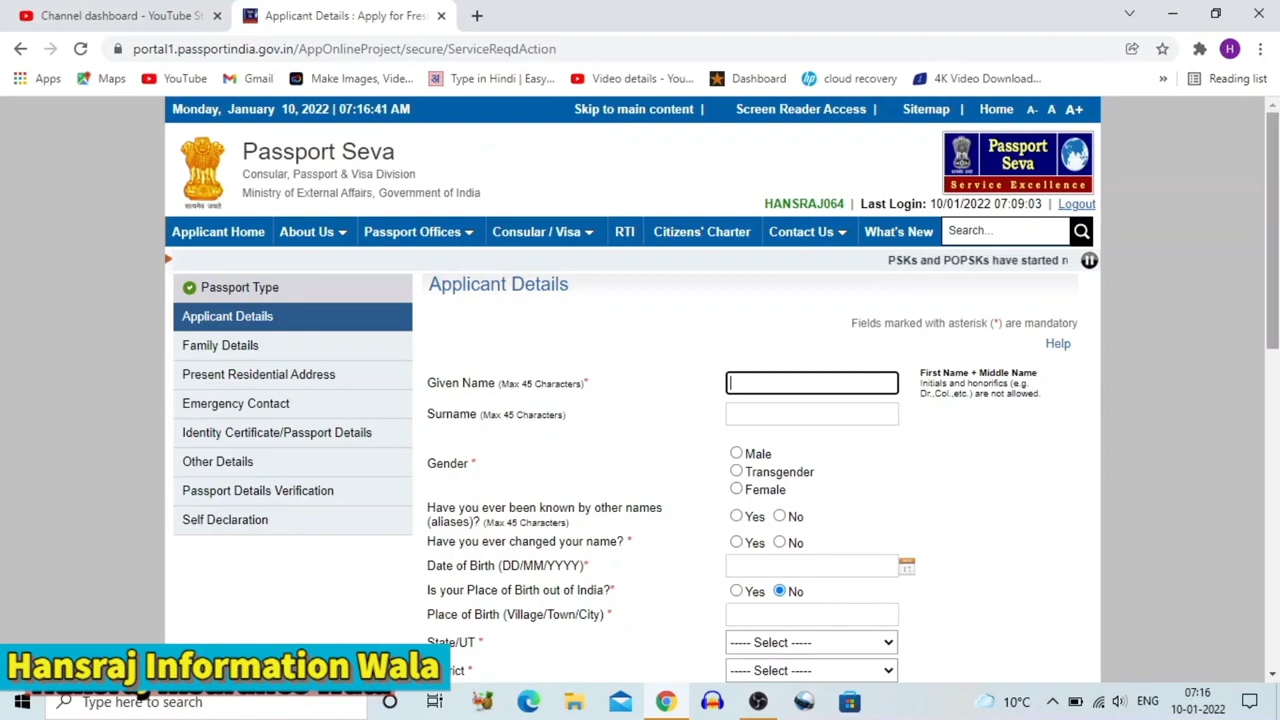 Channel dashboard - YouTube St
Applicant Details : Apply for Fres
portal1.passportindia.gov.in/AppOnlineProject/secure/ServiceReqdAction
H
Apps
Maps
YouTube
Gmail
Make Images, Vide...
अ Type in Hindi | Easy...
Video details - You...
Dashboard
hp cloud recovery
4K Video Download...
»
Reading list
Monday, January 10, 2022 | 07:16:41 AM
Skip to main content |
Screen Reader Access |
Sitemap |
Home
A- A A+
Passport Seva
Consular, Passport & Visa Division
Ministry of External Affairs, Government of India
सत्यमेव जयते
Passport Seva
Service Excellence
HANSRAJ064 | Last Login: 10/01/2022 07:09:03 | Logout
Applicant Home
About Us
Passport Offices
Consular / Visa
RTI
Citizens' Charter
Contact Us
What's New
Search...
PSKs and POPSKs have started r
Passport Type
Applicant Details
Family Details
Present Residential Address
Emergency Contact
Identity Certificate/Passport Details
Other Details
Passport Details Verification
Self Declaration
Applicant Details
Fields marked with asterisk (*) are mandatory
Help
Given Name (Max 45 Characters)*
First Name + Middle Name
Initials and honorifics (e.g.
Dr.,Col.,etc.) are not allowed.
Surname (Max 45 Characters)
Gender *
Male
Transgender
Female
Have you ever been known by other names
(aliases)? (Max 45 Characters)
Yes No
Have you ever changed your name? *
Yes No
Date of Birth (DD/MM/YYYY)*
Is your Place of Birth out of India?*
Yes No
Place of Birth (Village/Town/City) *
State/UT *
----- Select -----
----- Select -----
Hansraj Information Wala
Type here to search
10°C
ENG
07:16
10-01-2022